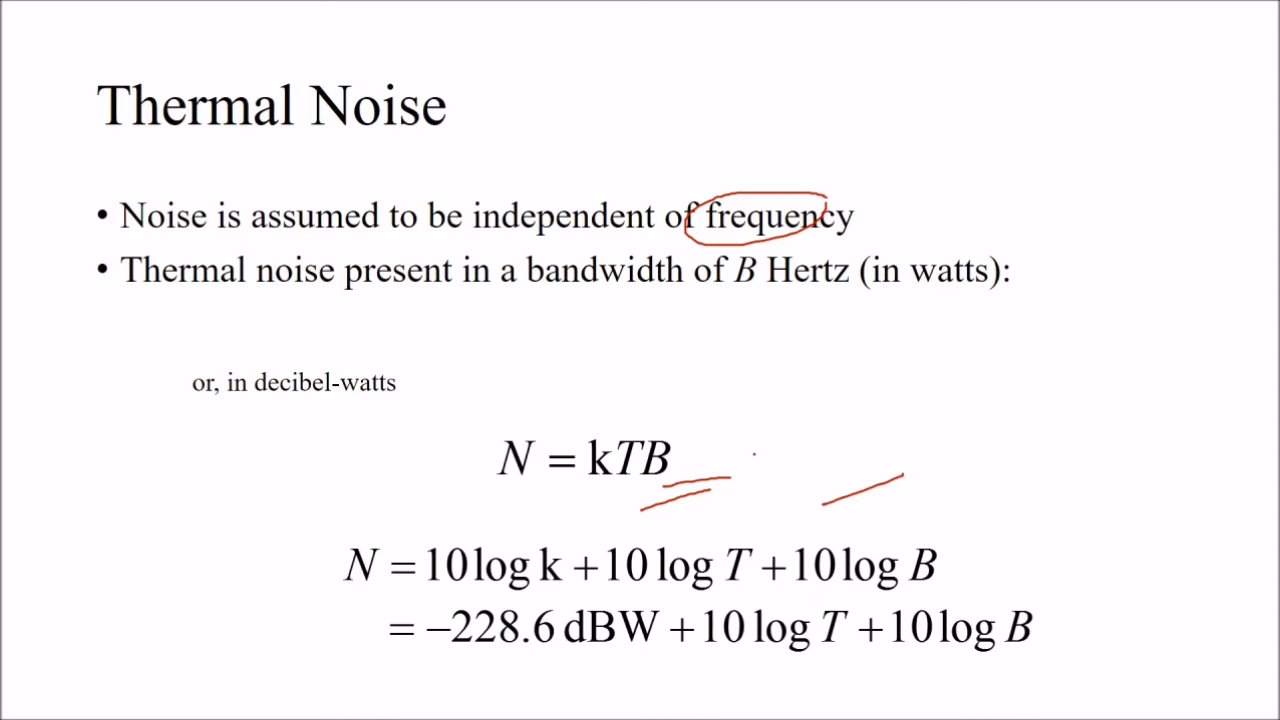 Thermal Noise
• Noise is assumed to be independent of frequency
• Thermal noise present in a bandwidth of B Hertz (in watts):
or, in decibel-watts
N = kTB
N = 10 log k + 10 log T + 10 log B
= −228.6 dBW + 10 log T + 10 log B